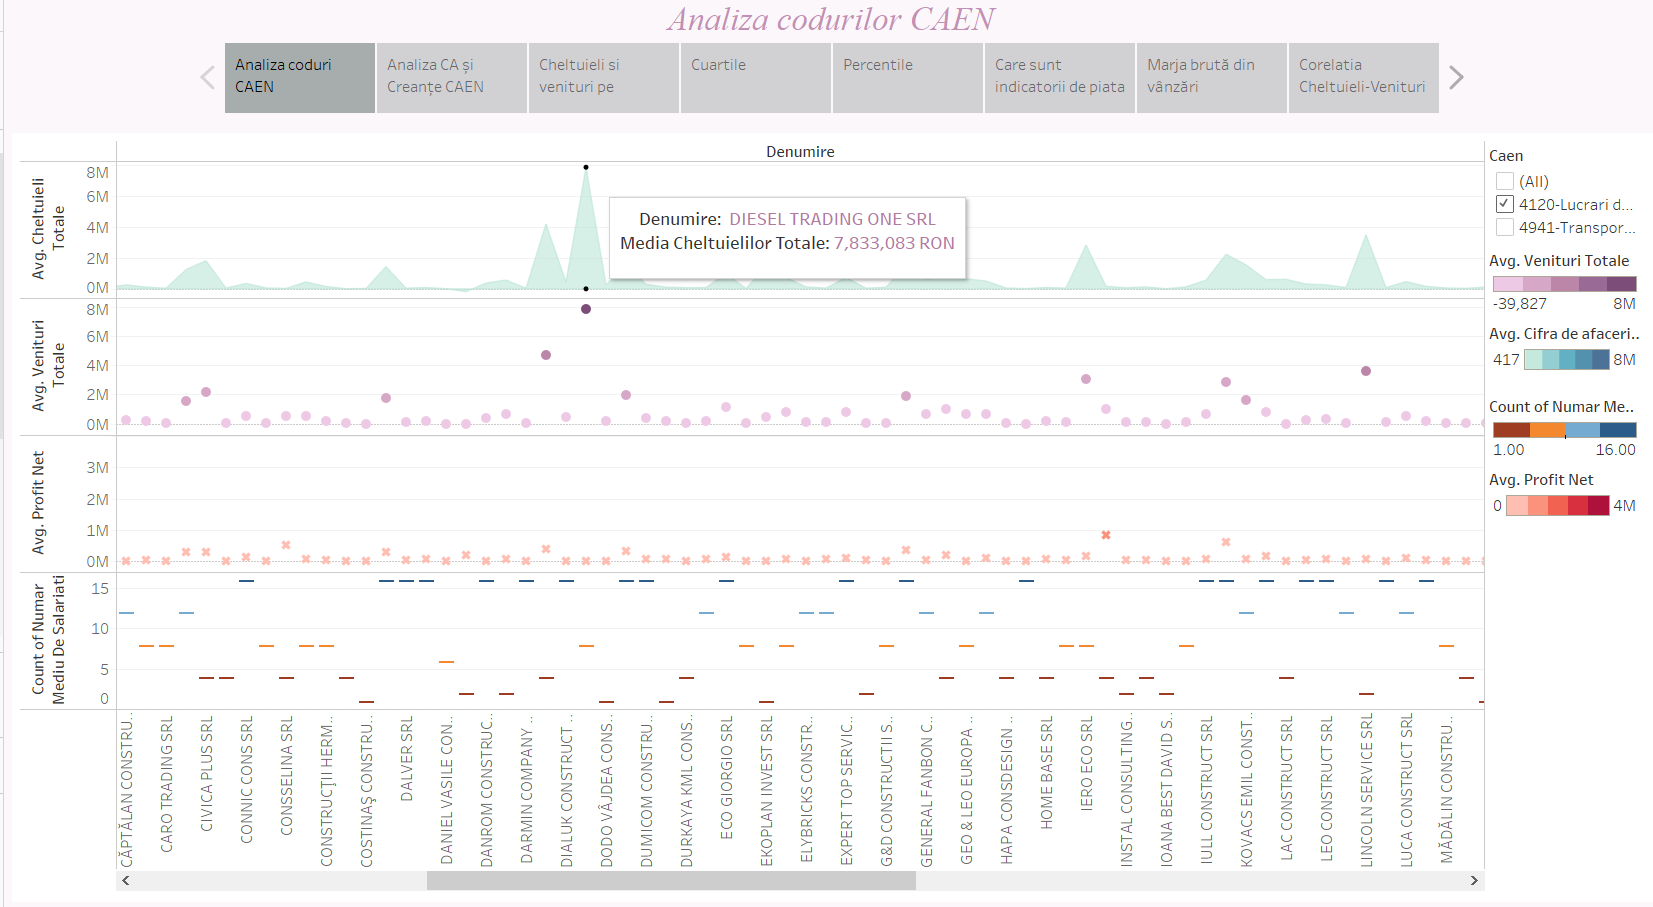 Analiza codurilor CAEN
Analiza coduri
CAEN
Analiza CA și
Creanțe CAEN
Cheltuieli si
venituri pe
Cuartile
Percentile
Care sunt
indicatorii de piata
Marja brută din
vânzări
Corelatia
Cheltuieli-Venituri
Denumire
Avg. Cheltuieli
Totale
8M
6M
4M
2M
0M
Denumire: DIESEL TRADING ONE SRL
Media Cheltuielilor Totale: 7,833,083 RON
Avg. Venituri
Totale
8M
6M
4M
2M
0M
Avg. Profit Net
3M
2M
1M
0M
Count of Numar
Mediu De Salariati
15
10
5
0
CĂPTĂLAN CONSTRU..
CARO TRADING SRL
CIVICA PLUS SRL
CONNIC CONS SRL
CONSSELINA SRL
CONSTRUCŢII HERM..
COSTINAŞ CONSTRU..
DALVER SRL
DANIEL VASILE CON..
DANROM CONSTRUC..
DARMIN COMPANY ..
DIALUK CONSTRUCT ..
DODO VÂJDEA CONS..
DUMICOM CONSTRU..
DURKAYA KML CONS..
ECO GIORGIO SRL
EKOPLAN INVEST SRL
ELYBRICKS CONSTR..
EXPERT TOP SERVIC..
G&D CONSTRUCTII S..
GENERAL FANBON C..
GEO & LEO EUROPA ..
HAPA CONSDESIGN ..
HOME BASE SRL
IERO ECO SRL
INSTAL CONSULTING..
IOANA BEST DAVID S..
IULL CONSTRUCT SRL
KOVACS EMIL CONST..
LAC CONSTRUCT SRL
LEO CONSTRUCT SRL
LINCOLN SERVICE SRL
LUCA CONSTRUCT SRL
MĂDĂLIN CONSTRU..
Caen
(All)
4120-Lucrari d...
4941-Transpor...
Avg. Venituri Totale
-39,827 8M
Avg. Cifra de afaceri..
417 8M
Count of Numar Me..
1.00 16.00
Avg. Profit Net
0 4M